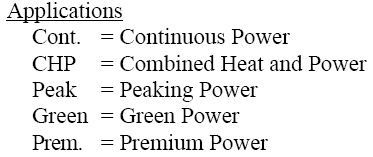 Applications
Cont. = Continuous Power
CHP = Combined Heat and Power
Peak = Peaking Power
Green = Green Power
Prem. = Premium Power